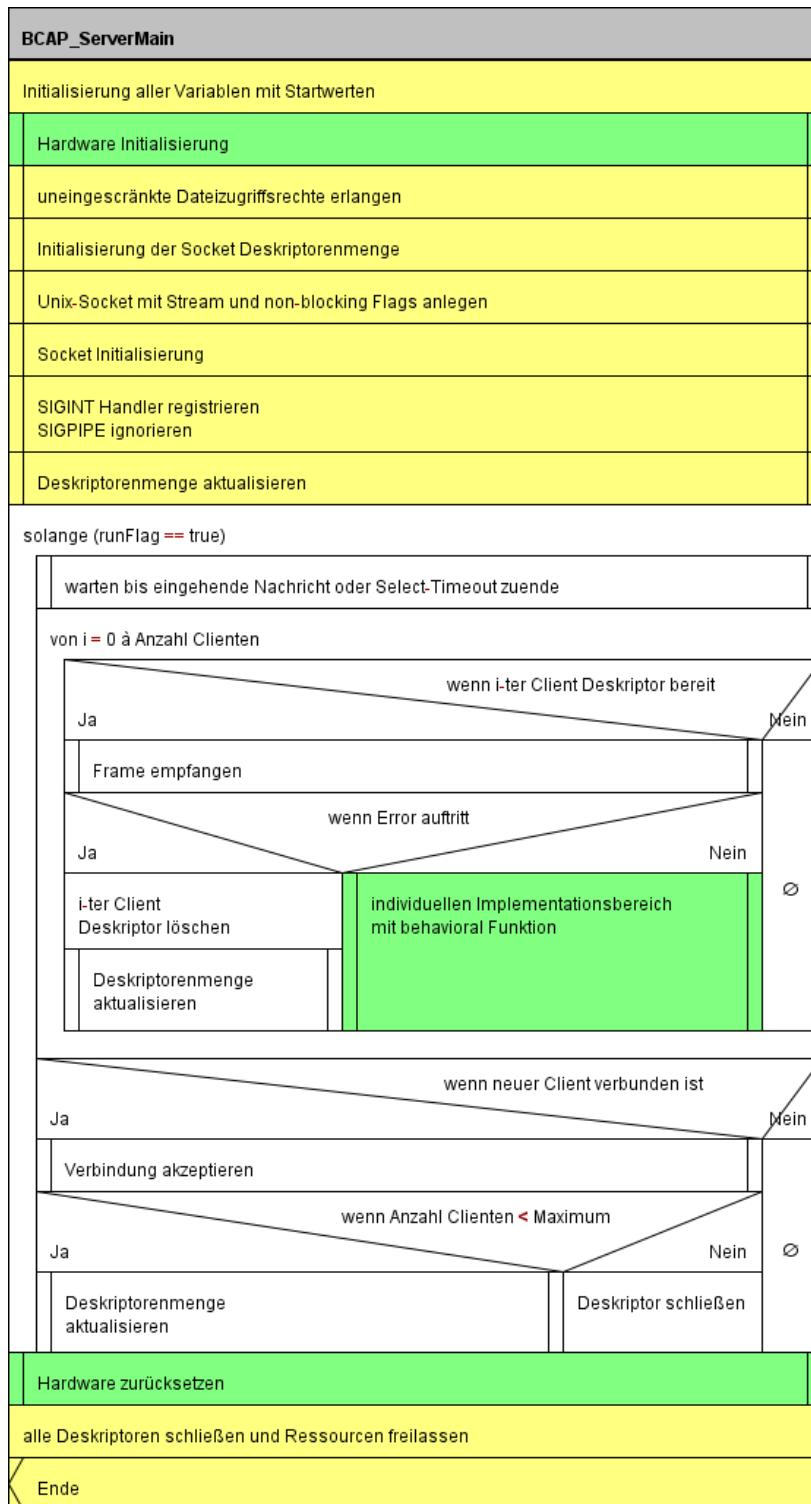 BCAP_ServerMain
Initialisierung aller Variablen mit Startwerten
Hardware Initialisierung
uneingescränkte Dateizugriffsrechte erlangen
Initialisierung der Socket Deskriptorenmenge
Unix-Socket mit Stream und non-blocking Flags anlegen
Socket Initialisierung
SIGINT Handler registrieren
SIGPIPE ignorieren
Deskriptorenmenge aktualisieren
solange (runFlag == true)
warten bis eingehende Nachricht oder Select-Timeout zuende
von i = 0 à Anzahl Clienten
wenn i-ter Client Deskriptor bereit
Ja
Nein
Frame empfangen
wenn Error auftritt
Ja
Nein
i-ter Client
Deskriptor löschen
individuellen Implementationsbereich
mit behavioral Funktion
∅
Deskriptorenmenge
aktualisieren
wenn neuer Client verbunden ist
Ja
Nein
Verbindung akzeptieren
wenn Anzahl Clienten < Maximum
Ja
Nein
∅
Deskriptorenmenge
aktualisieren
Deskriptor schließen
Hardware zurücksetzen
alle Deskriptoren schließen und Ressourcen freilassen
Ende